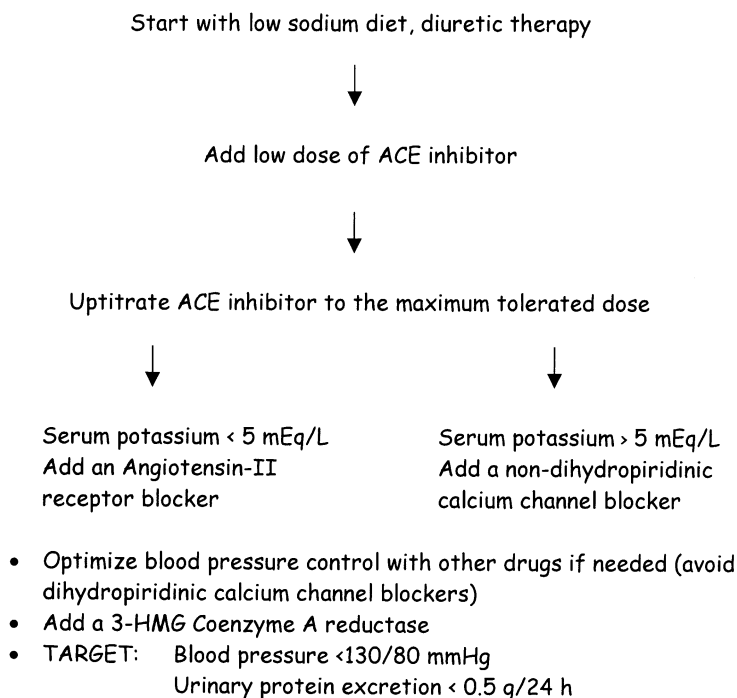 Start with low sodium diet, diuretic therapy
Add low dose of ACE inhibitor
Uptitrate ACE inhibitor to the maximum tolerated dose
Serum potassium < 5 mEq/L
Add an Angiotensin-II
receptor blocker
Serum potassium > 5 mEq/L
Add a non-dihydropiridinic
calcium channel blocker
• Optimize blood pressure control with other drugs if needed (avoid
dihydropiridinic calcium channel blockers)
• Add a 3-HMG Coenzyme A reductase
• TARGET: Blood pressure <130/80 mmHg
Urinary protein excretion < 0.5 g/24 h